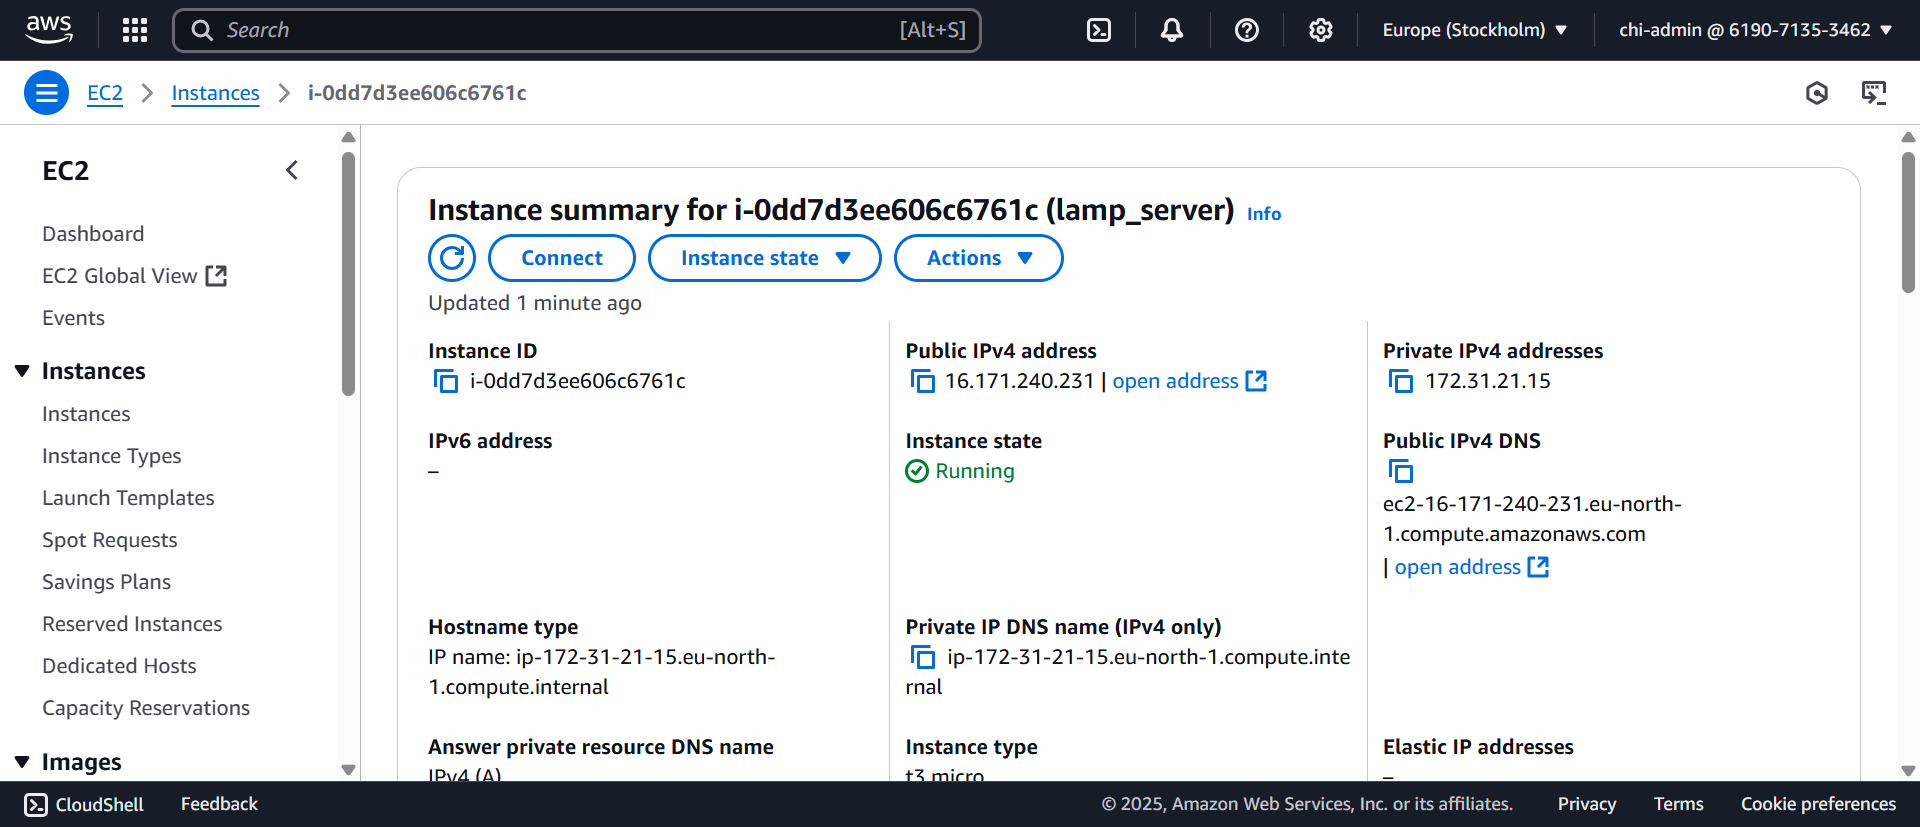 aws
Search [Alt+S]
Europe (Stockholm)
chi-admin @ 6190-7135-3462
EC2
Instances
i-0dd7d3ee606c6761c
EC2
Dashboard
EC2 Global View
Events
Instances
Instances
Instance Types
Launch Templates
Spot Requests
Savings Plans
Reserved Instances
Dedicated Hosts
Capacity Reservations
Images
Instance summary for i-0dd7d3ee606c6761c (lamp_server) Info
Connect
Instance state
Actions
Updated 1 minute ago
Instance ID
i-0dd7d3ee606c6761c
Public IPv4 address
16.171.240.231 | open address
Private IPv4 addresses
172.31.21.15
IPv6 address
–
Instance state
Running
Public IPv4 DNS
ec2-16-171-240-231.eu-north-
1.compute.amazonaws.com
| open address
Hostname type
IP name: ip-172-31-21-15.eu-north-
1.compute.internal
Private IP DNS name (IPv4 only)
ip-172-31-21-15.eu-north-1.compute.inte
rnal
Answer private resource DNS name
IPv4 (A)
Instance type
t3.micro
Elastic IP addresses
–
CloudShell
Feedback
© 2025, Amazon Web Services, Inc. or its affiliates.
Privacy
Terms
Cookie preferences